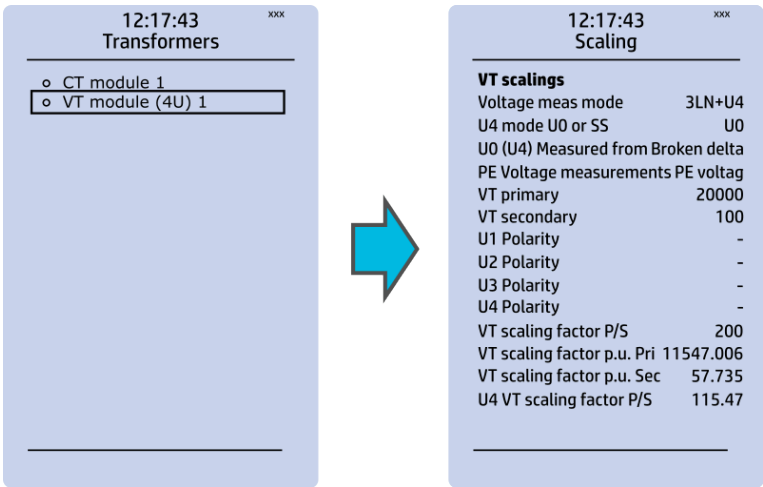 12:17:43 xxx
Transformers
CT module 1
VT module (4U) 1
12:17:43 xxx
Scaling
VT scalings
Voltage meas mode 3LN+U4
U4 mode U0 or SS U0
U0 (U4) Measured from Broken delta
PE Voltage measurements PE voltag
VT primary 20000
VT secondary 100
U1 Polarity -
U2 Polarity -
U3 Polarity -
U4 Polarity -
VT scaling factor P/S 200
VT scaling factor p.u. Pri 11547.006
VT scaling factor p.u. Sec 57.735
U4 VT scaling factor P/S 115.47